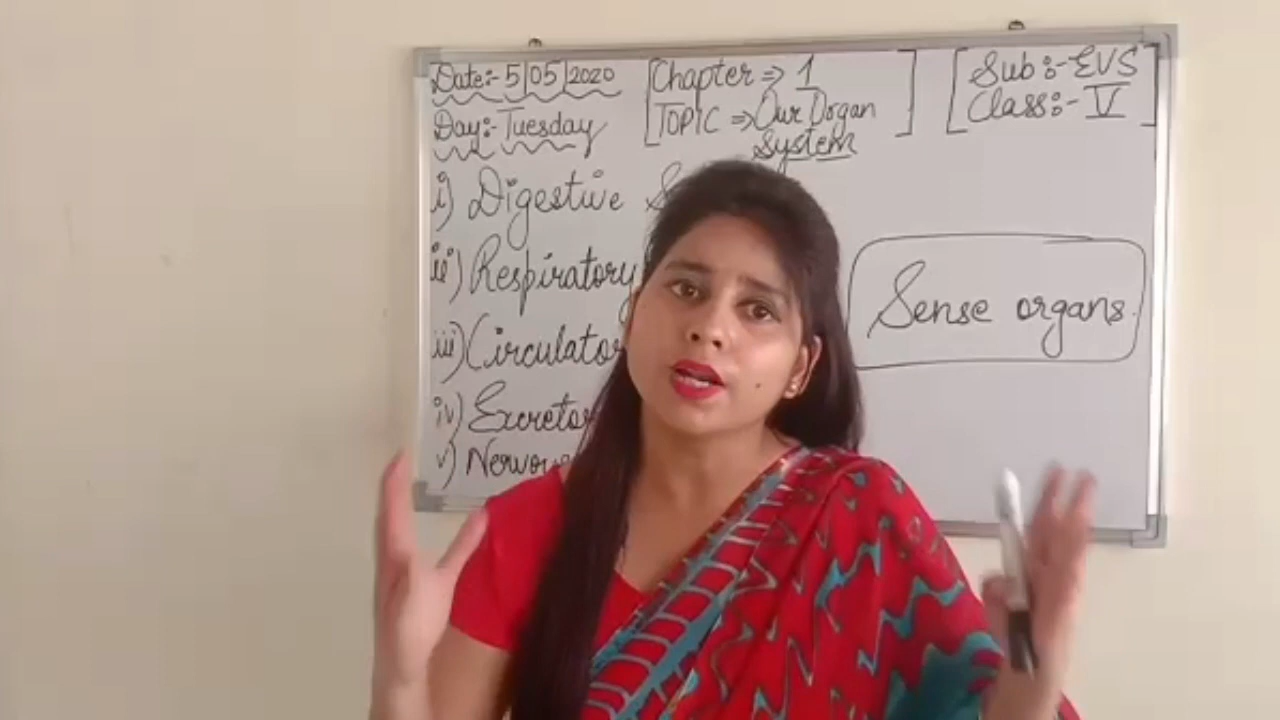 Date:- 5|05|2020
Day:- Tuesday
Chapter ⇒ 1
TOPIC ⇒ Our Organ
System
Sub:- EVS
Class:- V
i) Digestive S
ii) Respiratory
iii) Circulator
iv) Excreto
v) Nervou
Sense organs